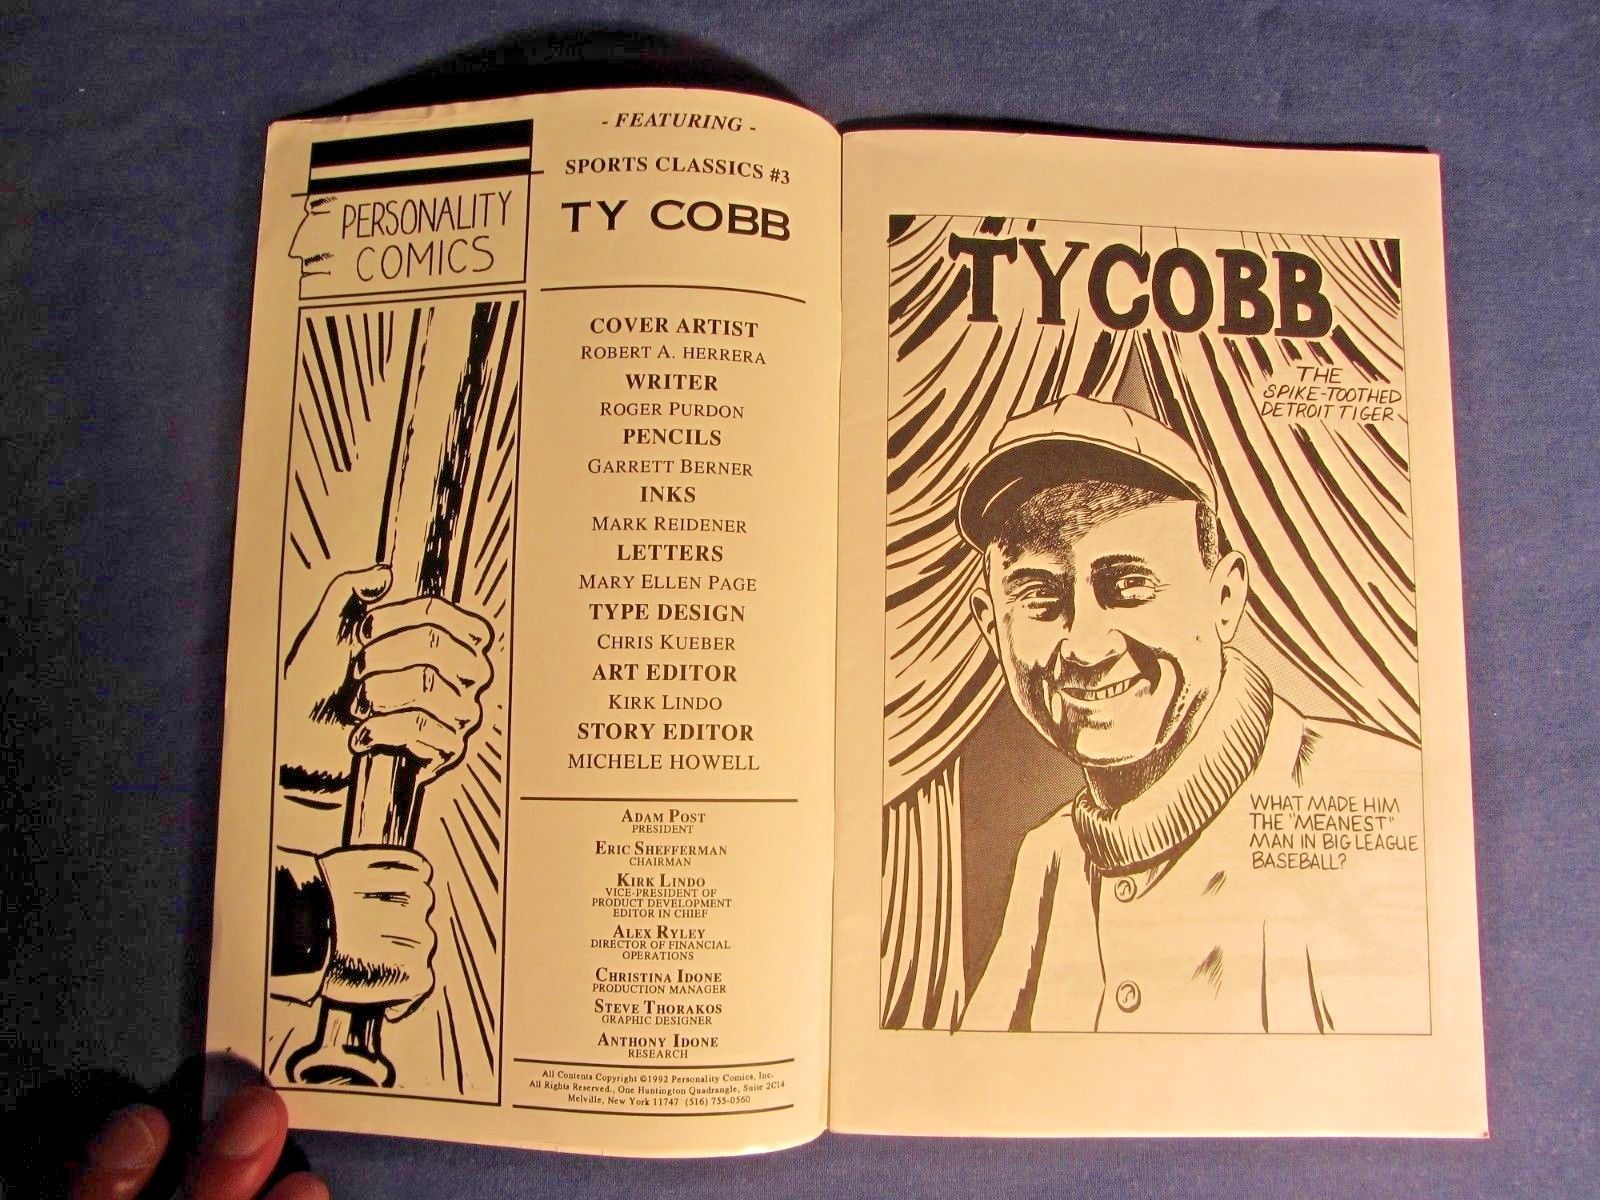 PERSONALITY
COMICS
- FEATURING -
SPORTS CLASSICS #3
TY COBB
COVER ARTIST
ROBERT A. HERRERA
WRITER
ROGER PURDON
PENCILS
GARRETT BERNER
INKS
MARK REIDENER
LETTERS
MARY ELLEN PAGE
TYPE DESIGN
CHRIS KUEBER
ART EDITOR
KIRK LINDO
STORY EDITOR
MICHELE HOWELL
ADAM POST
PRESIDENT
ERIC SHEFFERMAN
CHAIRMAN
KIRK LINDO
VICE-PRESIDENT OF
PRODUCT DEVELOPMENT
EDITOR IN CHIEF
ALEX RYLEY
DIRECTOR OF FINANCIAL
OPERATIONS
CHRISTINA IDONE
PRODUCTION MANAGER
STEVE THORAKOS
GRAPHIC DESIGNER
ANTHONY IDONE
RESEARCH
All Contents Copyright ©1992 Personality Comics, Inc.
All Rights Reserved., One Huntington Quadrangle, Suite 2C14
Melville, New York 11747 (516) 755-0560
TY COBB
THE
SPIKE-TOOTHED
DETROIT TIGER
WHAT MADE HIM
THE "MEANEST"
MAN IN BIG LEAGUE
BASEBALL?